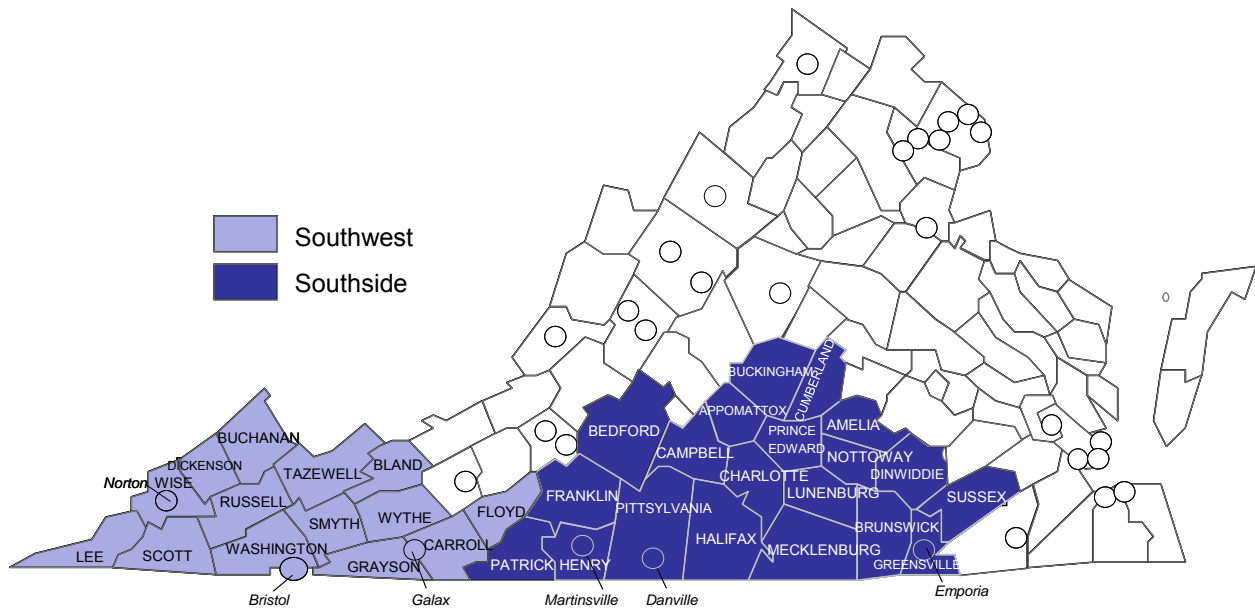 Southwest
Southside
BUCKINGHAM
CUMBERLAND
APPOMATTOX
BEDFORD
PRINCE
EDWARD
AMELIA
BUCHANAN
CAMPBELL
NOTTOWAY
DICKENSON
TAZEWELL
BLAND
CHARLOTTE
DINWIDDIE
Norton
WISE
RUSSELL
FRANKLIN
LUNENBURG
SUSSEX
SMYTH
WYTHE
FLOYD
PITTSYLVANIA
BRUNSWICK
LEE
SCOTT
WASHINGTON
CARROLL
HALIFAX
MECKLENBURG
GRAYSON
PATRICK
HENRY
GREENSVILLE
Bristol
Galax
Martinsville
Danville
Emporia